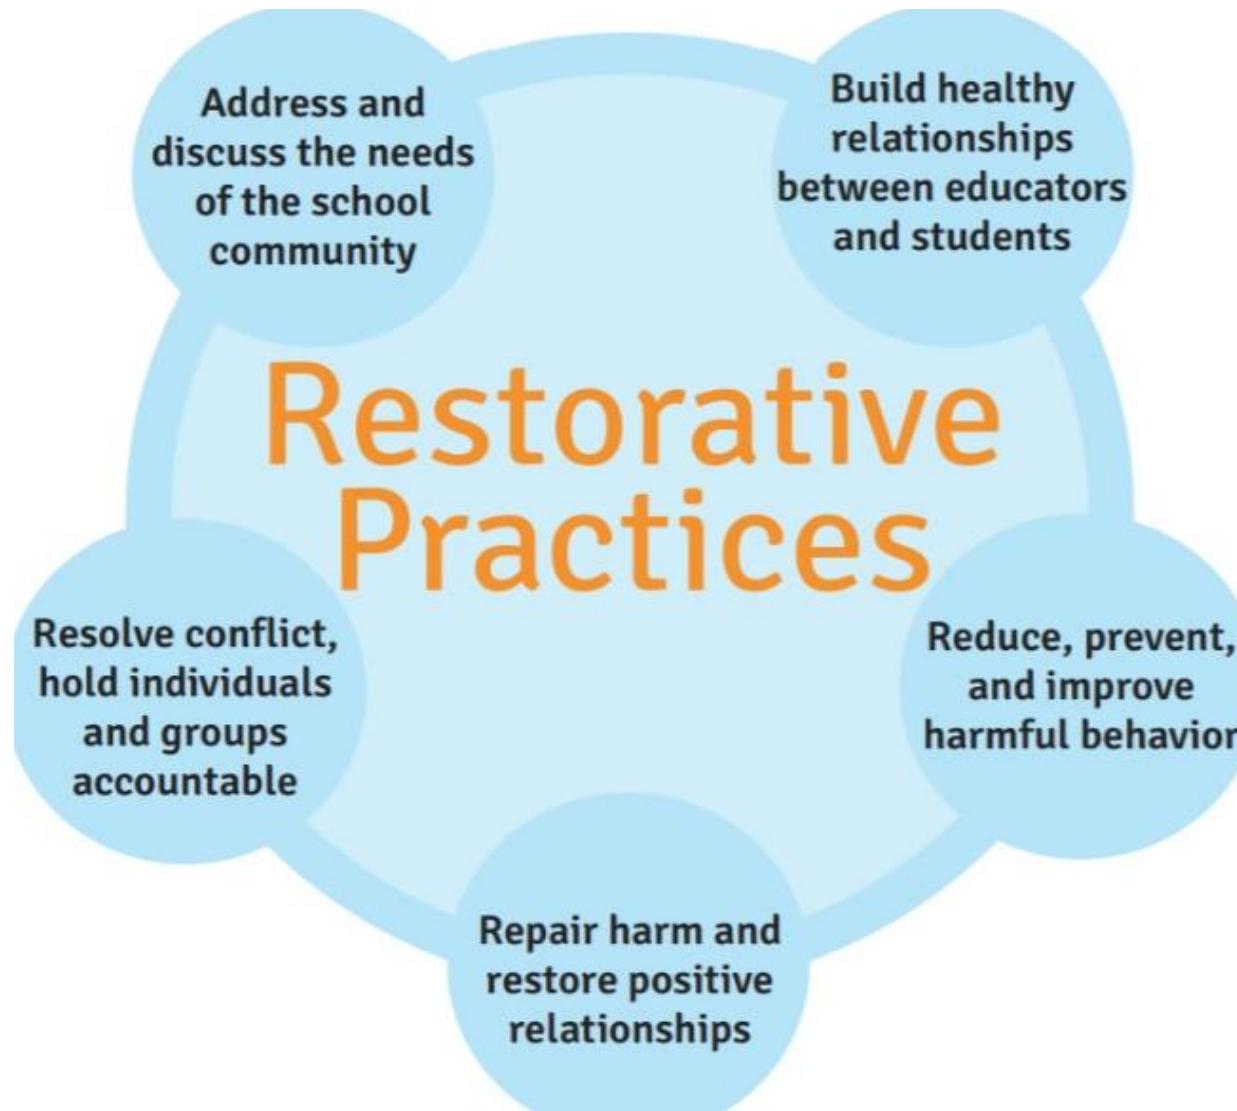 Address and
discuss the needs
of the school
community
Build healthy
relationships
between educators
and students
Restorative
Practices
Resolve conflict,
hold individuals
and groups
accountable
Reduce, prevent,
and improve
harmful behavior
Repair harm and
restore positive
relationships